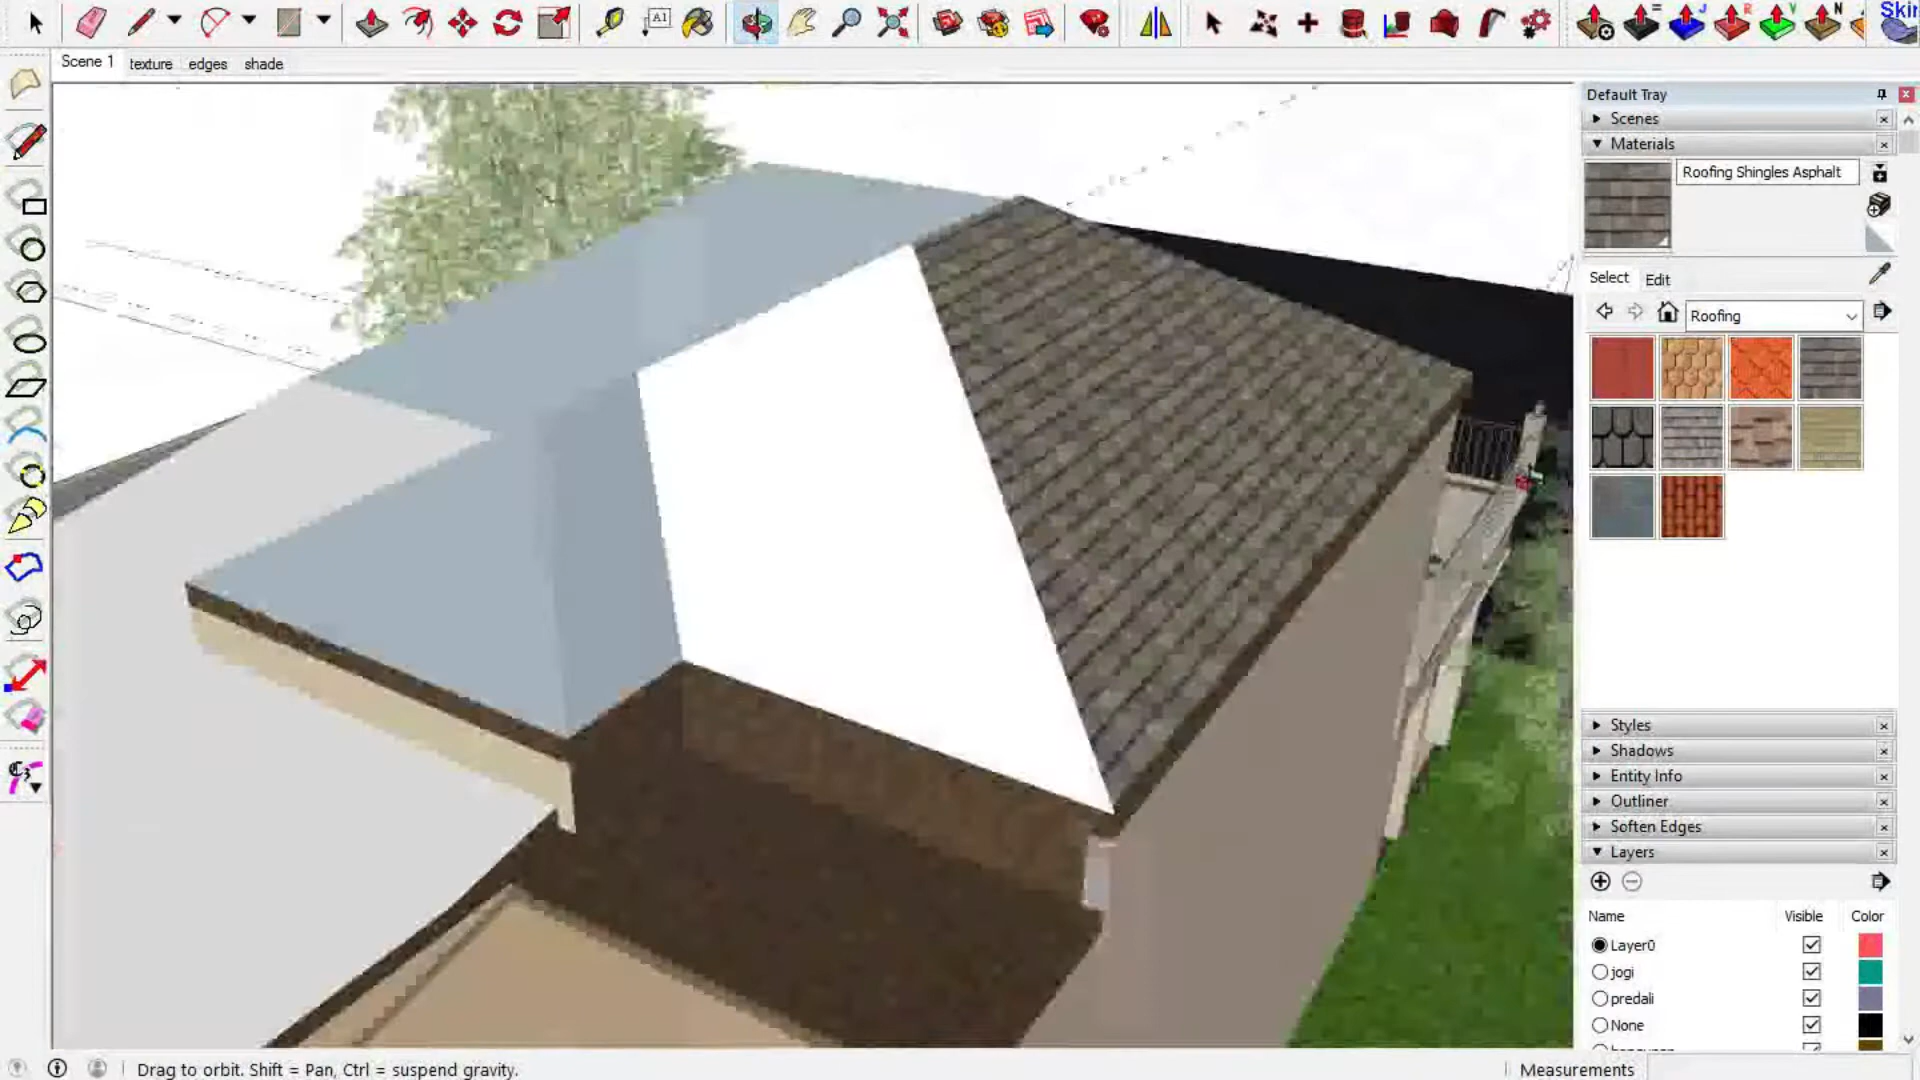 A1
= J R V N
Skin
Scene 1 texture edges shade
Default Tray
Scenes
Materials
Roofing Shingles Asphalt
Select Edit
Roofing
Styles
Shadows
Entity Info
Outliner
Soften Edges
Layers
Name Visible Color
Layer0
jogi
predali
None
Drag to orbit. Shift = Pan, Ctrl = suspend gravity.
Measurements